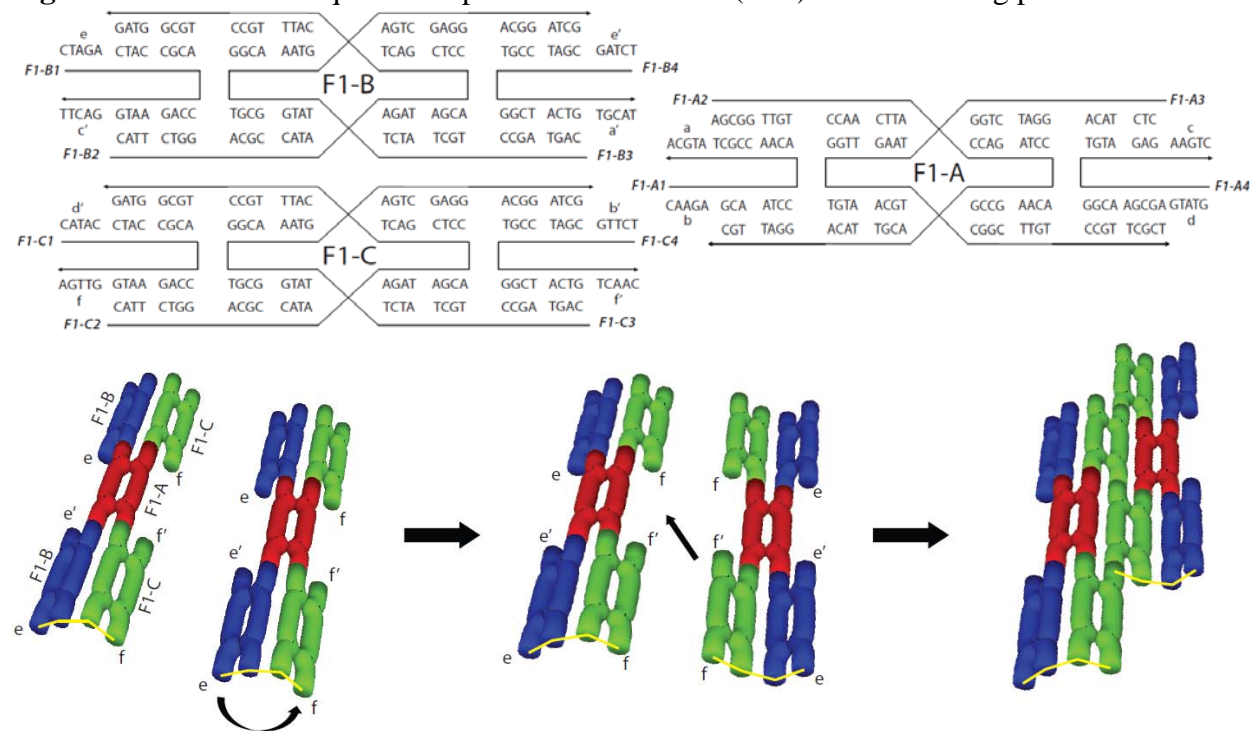 e GATG GCGT CCGT TTAC AGTC GAGG ACGG ATCG e'
CTAGA CTAC CGCA GGCA AATG TCAG CTCC TGCC TAGC GATCT
F1-B1 F1-B F1-B4
TTCAG GTAA GACC TGCG GTAT AGAT AGCA GGCT ACTG TGCAT
c' CATT CTGG ACGC CATA TCTA TCGT CCGA TGAC a'
F1-B2 F1-B3
d' GATG GCGT CCGT TTAC AGTC GAGG ACGG ATCG b'
CATAC CTAC CGCA GGCA AATG TCAG CTCC TGCC TAGC GTTCT
F1-C1 F1-C F1-C4
AGTTG GTAA GACC TGCG GTAT AGAT AGCA GGCT ACTG TCAAC
f CATT CTGG ACGC CATA TCTA TCGT CCGA TGAC f'
F1-C2 F1-C3
F1-A2 F1-A3
a AGCGG TTGT CCAA CTTA GGTC TAGG ACAT CTC c
ACGTA TCGCC AACA GGTT GAAT CCAG ATCC TGTA GAG AAGTC
F1-A1 F1-A F1-A4
CAAGA GCA ATCC TGTA ACGT GCCG AACA GGCA AGCGA GTATG
b CGT TAGG ACAT TGCA CGGC TTGT CCGT TCGCT d
F1-B
F1-C
e
f
F1-A
e'
f'
F1-B
F1-C
e
f
e
f
e'
f'
e
f
e
f
e'
f'
e
f
f
e
f'
e'
f
e